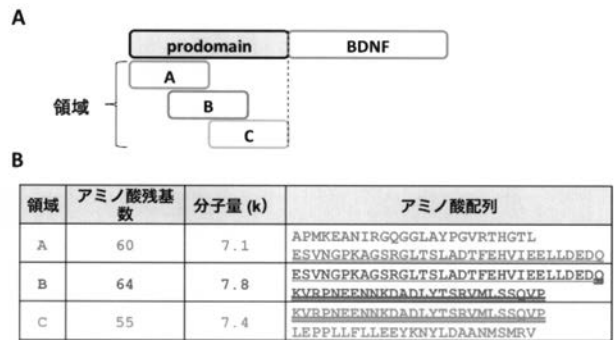 A
prodomain
BDNF
A
領域
B
C
B
領域
アミノ酸残基
数
分子量 (k)
アミノ酸配列
A
60
7.1
APMKEANIRGQGGLAYPGVRTHGTL
ESVNGPKAGSRGLTSLADTFEHVIEELLDEDQ
B
64
7.8
ESVNGPKAGSRGLTSLADTFEHVIEELLDEDQ
KVRPNEENNKDADLYTSRVMLSSQVP
C
55
7.4
KVRPNEENNKDADLYTSRVMLSSQVP
LEPPLLFLLEEYKNYLDAANMSMRV